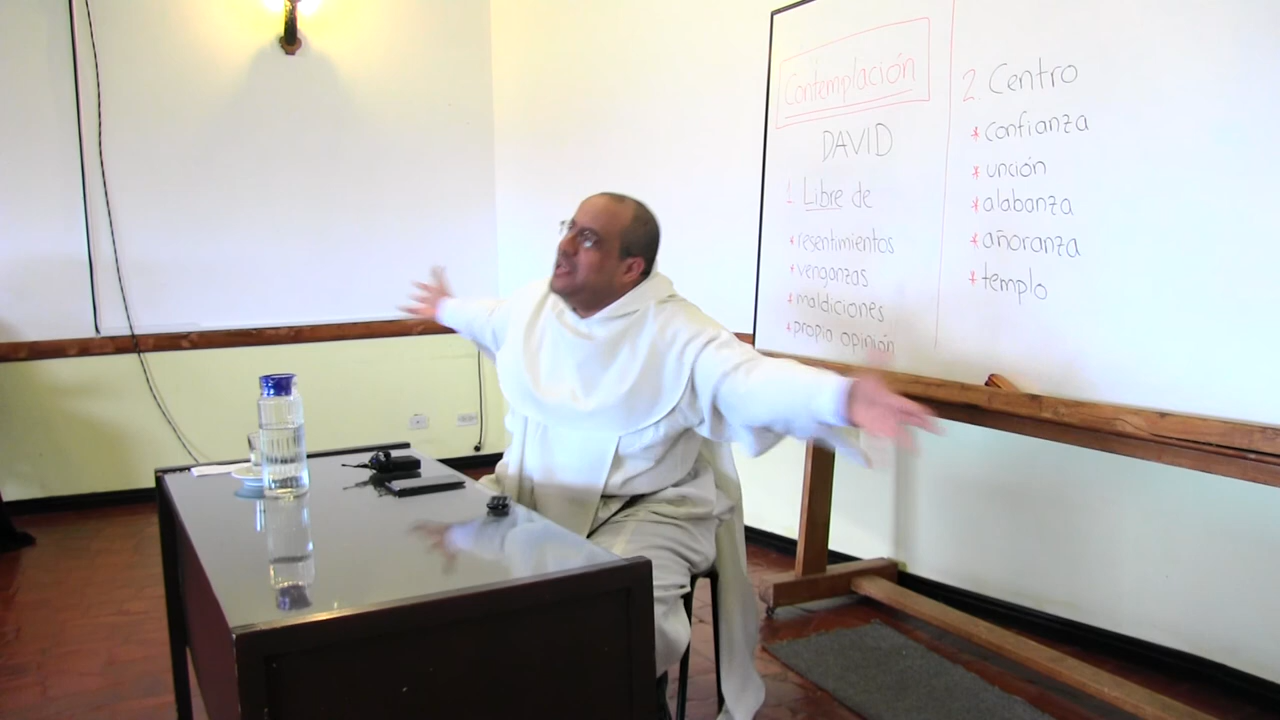 Contemplación
DAVID
1. Libre de
* resentimientos
* venganzas
* maldiciones
* propia opinión
2. Centro
* confianza
* unción
* alabanza
* añoranza
* templo